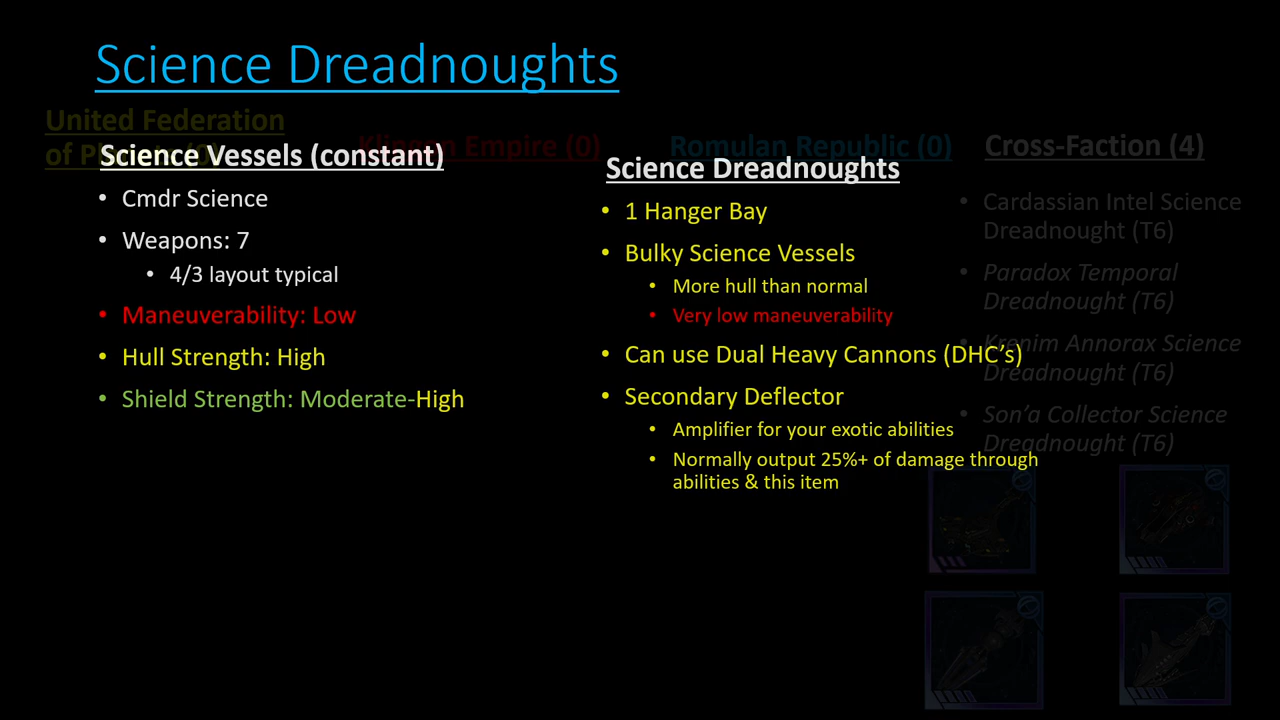 Science Dreadnoughts
United Federation
of Planets (0)
Klingon Empire (0)
Romulan Republic (0)
Cross-Faction (4)
Science Vessels (constant)
• Cmdr Science
• Weapons: 7
• 4/3 layout typical
• Maneuverability: Low
• Hull Strength: High
• Shield Strength: Moderate-High
Science Dreadnoughts
• 1 Hanger Bay
• Bulky Science Vessels
• More hull than normal
• Very low maneuverability
• Can use Dual Heavy Cannons (DHC’s)
• Secondary Deflector
• Amplifier for your exotic abilities
• Normally output 25%+ of damage through
abilities & this item
• Cardassian Intel Science
Dreadnought (T6)
• Paradox Temporal
Dreadnought (T6)
• Krenim Annorax Science
Dreadnought (T6)
• Son’a Collector Science
Dreadnought (T6)